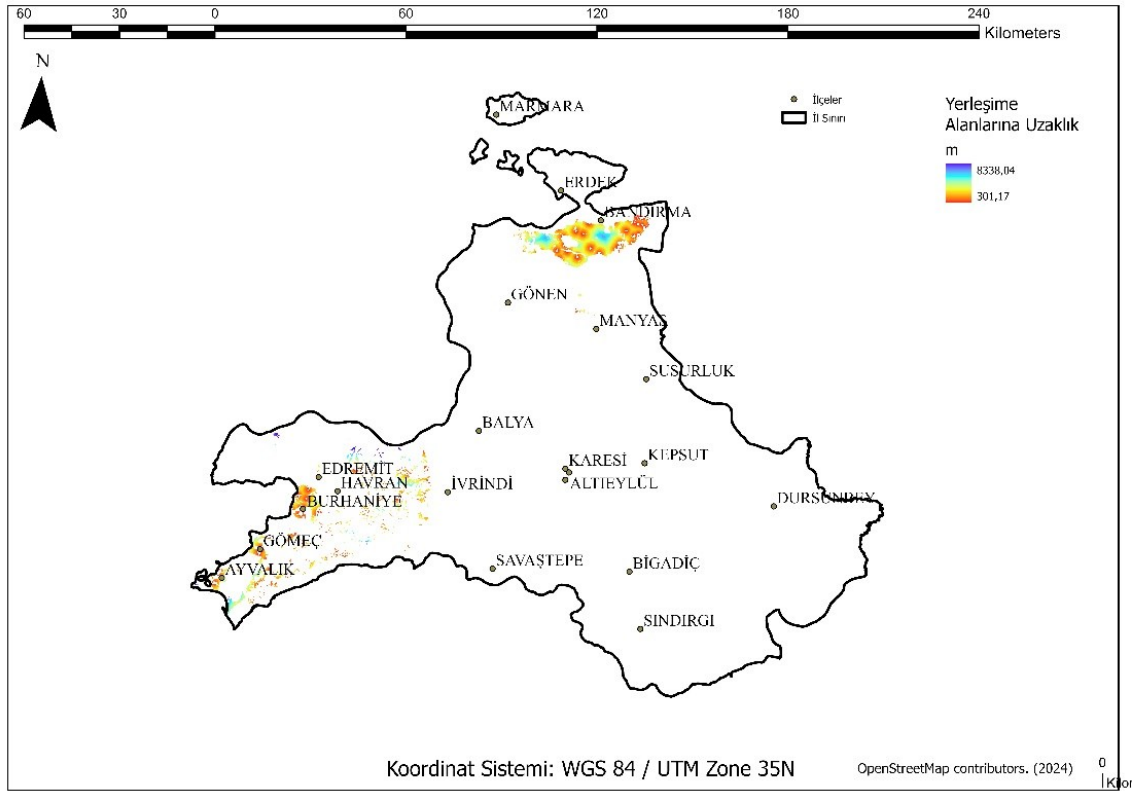 60 0 60 120 180 240
Kilometers
N
MARMARA
İlçeler
İl Sınırı
Yerleşime
Alanlarına Uzaklık
m
8338,04
301,17
ERDEK
BANDIRMA
GÖNEN
MANYAS
SUSURLUK
BALYA
KARESİ
KEPSUT
ALTIEYLÜL
EDREMİT
HAVRAN
İVRİNDİ
BURHANİYE
DURSUNBEY
GÖMEÇ
AYVALIK
SAVAŞTEPE
BİGADİÇ
SINDIRGI
Koordinat Sistemi: WGS 84 / UTM Zone 35N
OpenStreetMap contributors. (2024)
0